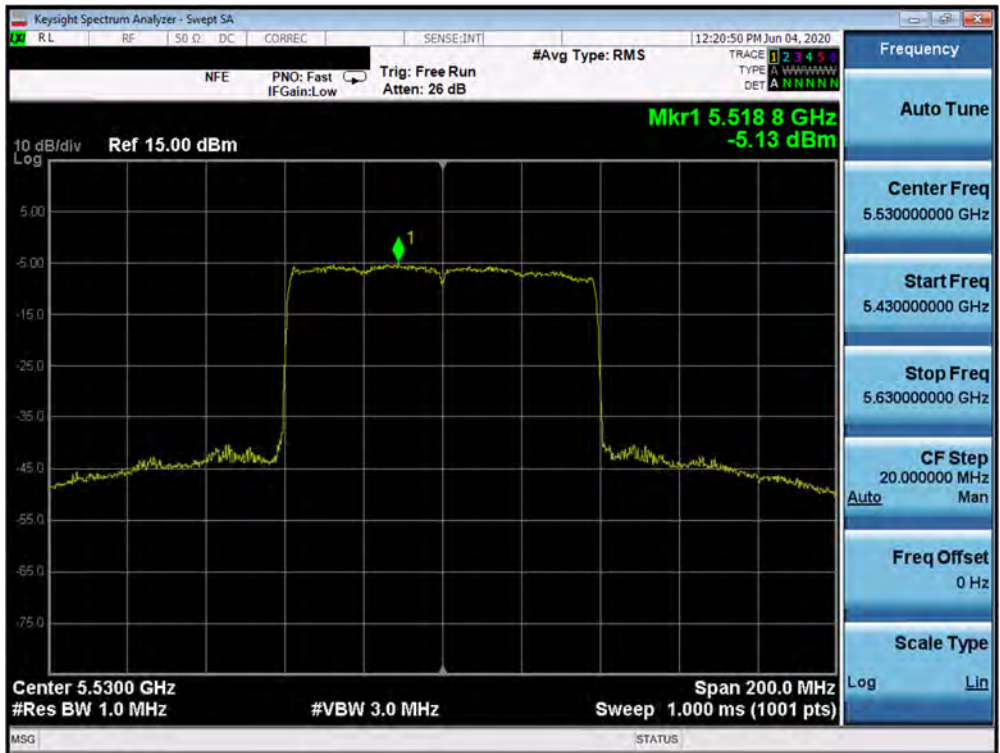 Keysight Spectrum Analyzer - Swept SA
LXI RL RF 50 Ω DC CORREC SENSE:INT 12:20:50 PM Jun 04, 2020
#Avg Type: RMS
TRACE 1 2 3 4 5 6
TYPE A WWWWW
DET A N N N N N
NFE PNO: Fast Trig: Free Run
IFGain:Low Atten: 26 dB
Mkr1 5.518 8 GHz
-5.13 dBm
10 dB/div Ref 15.00 dBm
Log
5.00
-5.00
-15.0
-25.0
-35.0
-45.0
-55.0
-65.0
-75.0
1
Center 5.5300 GHz Span 200.0 MHz
#Res BW 1.0 MHz #VBW 3.0 MHz Sweep 1.000 ms (1001 pts)
MSG STATUS
Frequency
Auto Tune
Center Freq
5.530000000 GHz
Start Freq
5.430000000 GHz
Stop Freq
5.630000000 GHz
CF Step
20.000000 MHz
Auto Man
Freq Offset
0 Hz
Scale Type
Log Lin